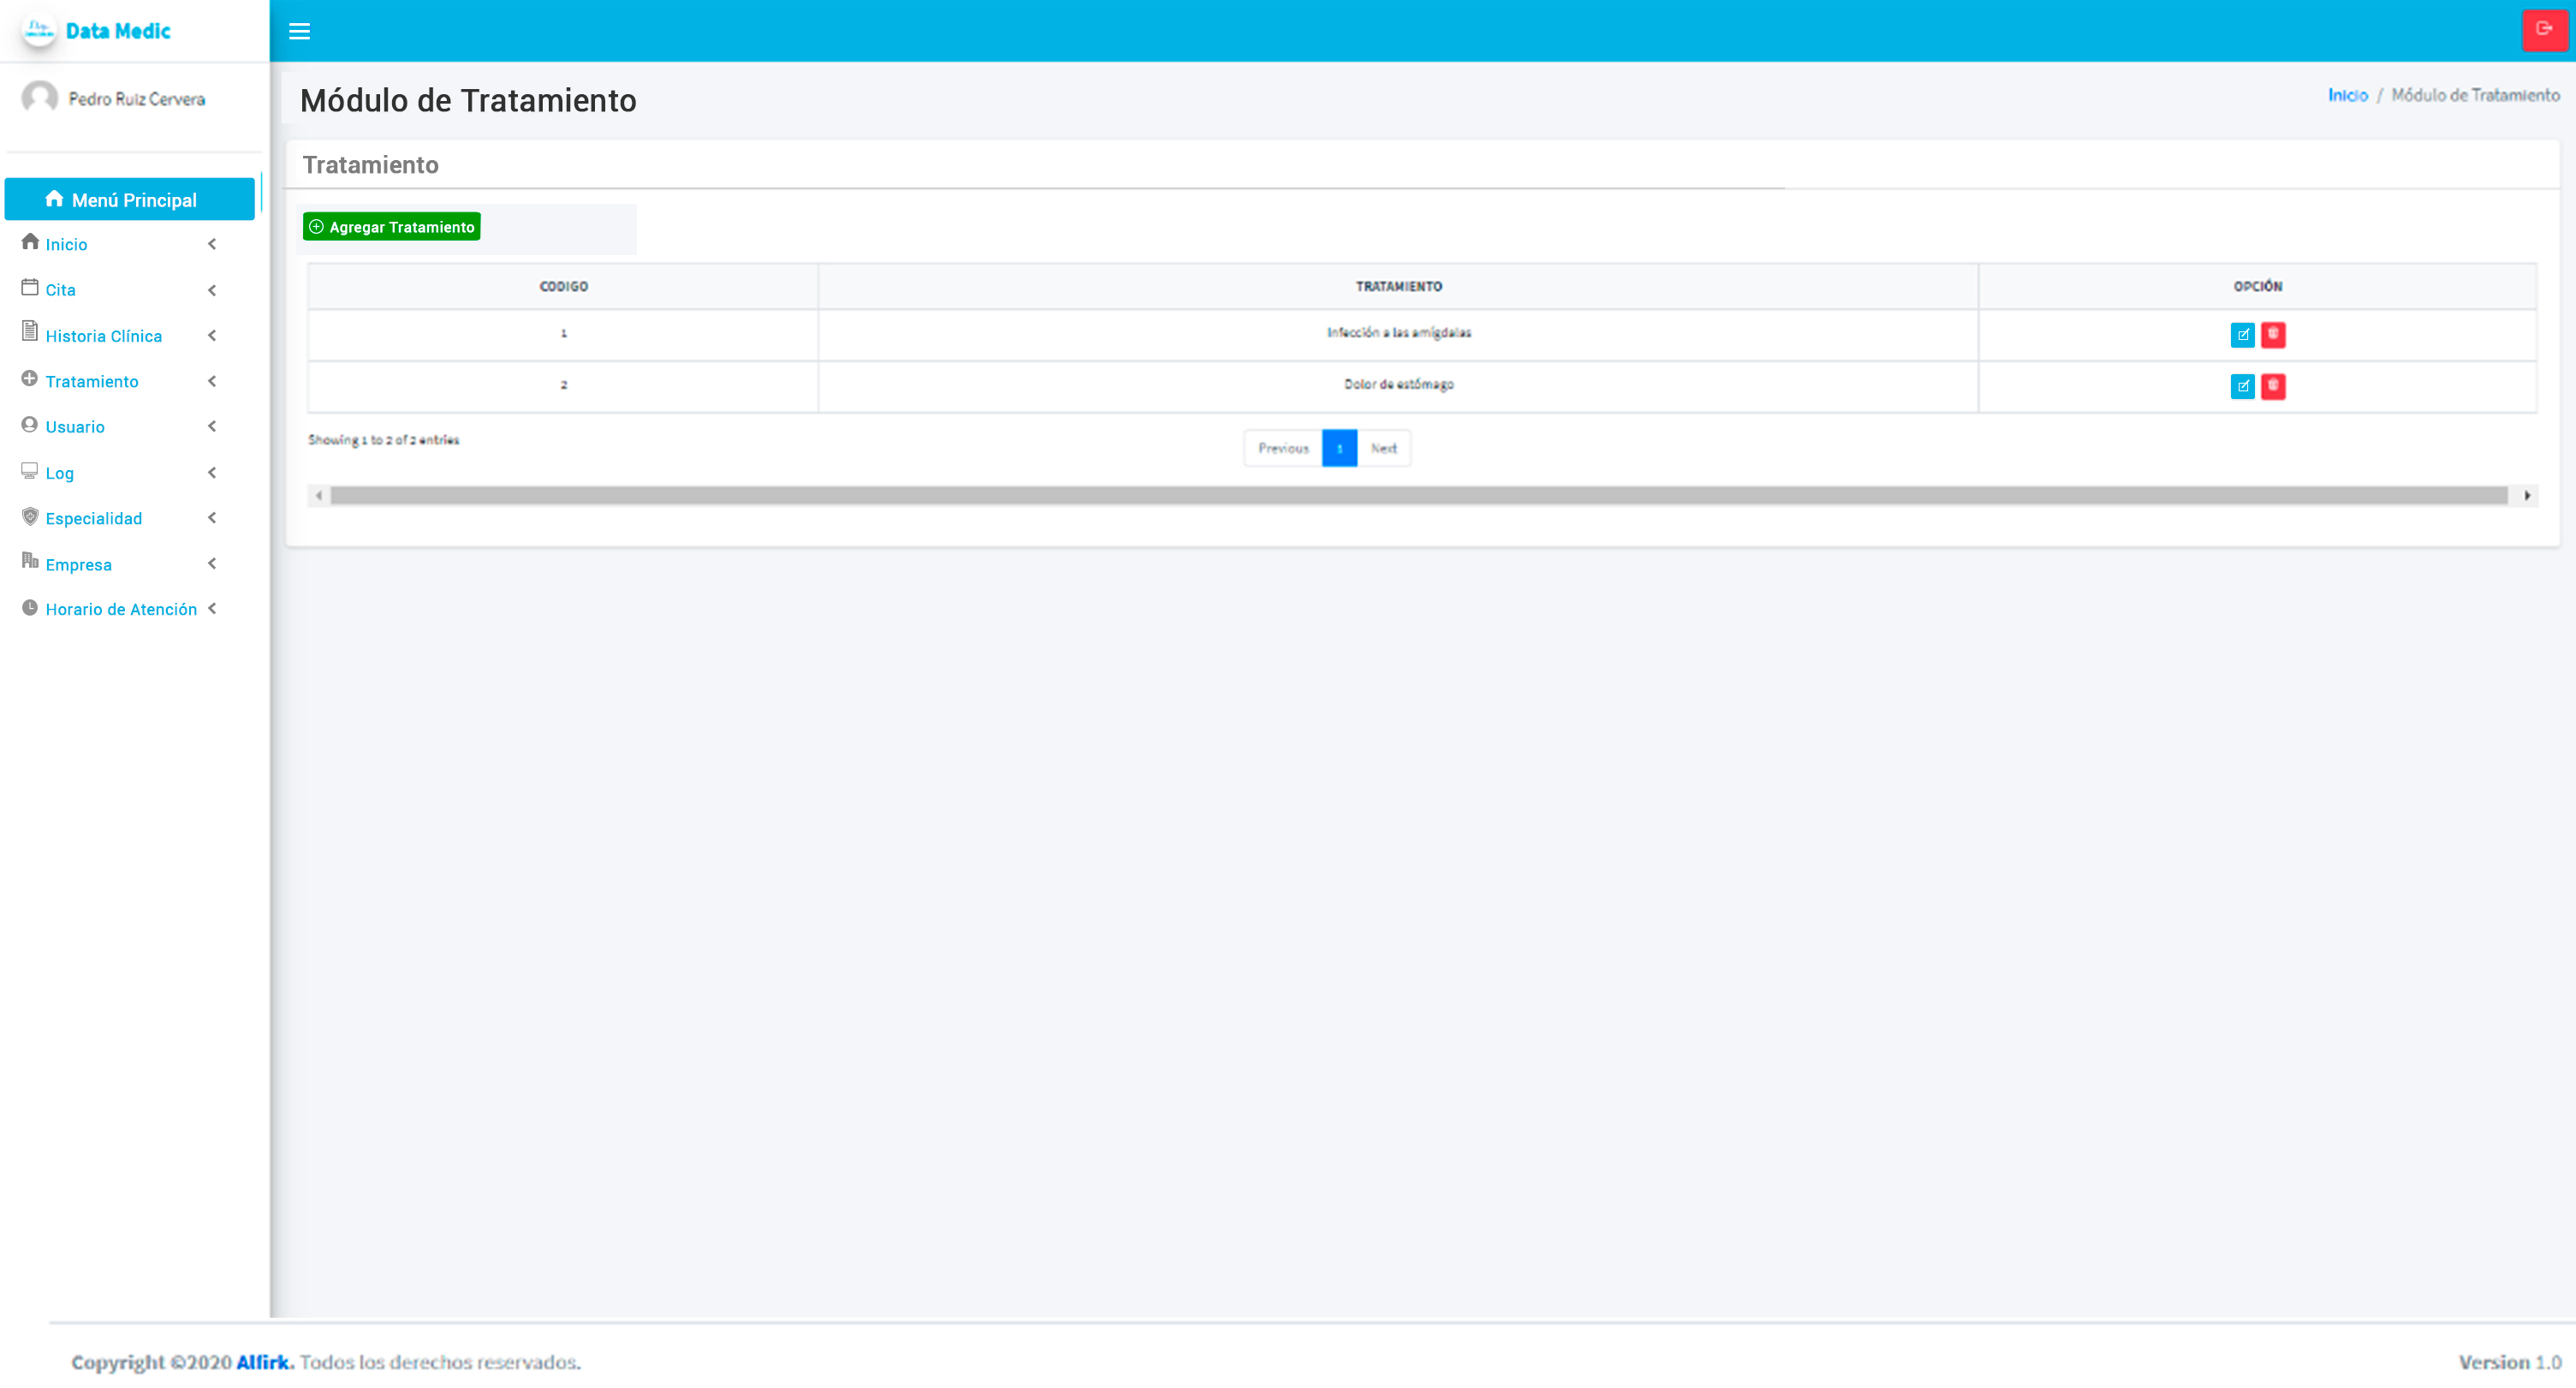 Data Medic
Pedro Ruiz Cervera
Menú Principal
Inicio
Cita
Historia Clínica
Tratamiento
Usuario
Log
Especialidad
Empresa
Horario de Atención
Módulo de Tratamiento
Inicio / Módulo de Tratamiento
Tratamiento
Agregar Tratamiento
CODIGO TRATAMIENTO OPCIÓN
1 Infección a las amígdalas
2 Dolor de estómago
Showing 1 to 2 of 2 entries
Previous 1 Next
Copyright ©2020 Alfirk. Todos los derechos reservados.
Version 1.0